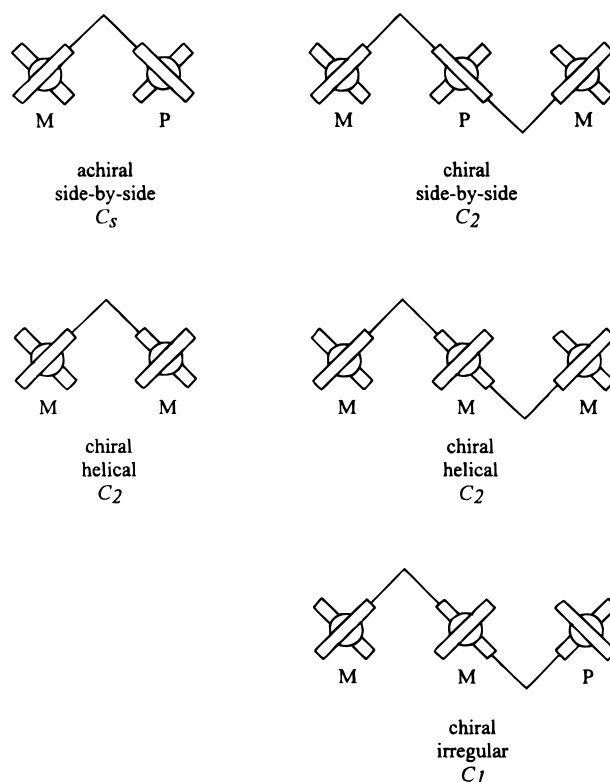 M P
achiral
side-by-side
Cs
M P M
chiral
side-by-side
C2
M M
chiral
helical
C2
M M M
chiral
helical
C2
M M P
chiral
irregular
C1